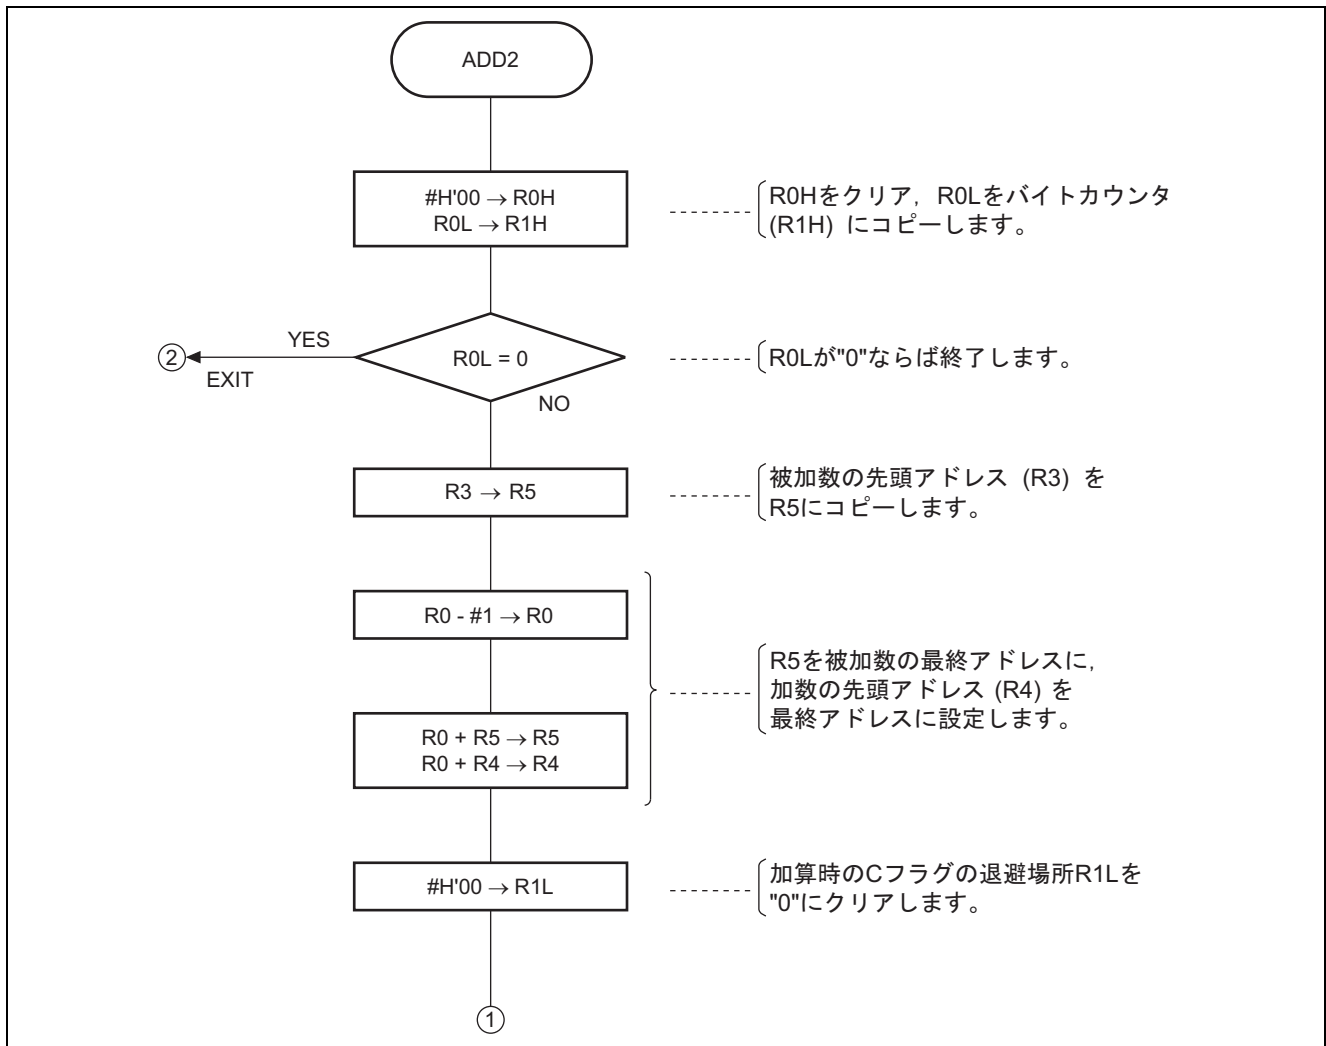 ADD2
#H'00 → R0H
R0L → R1H
R0Hをクリア，R0Lをバイトカウンタ
(R1H) にコピーします。
YES
②
R0L = 0
R0Lが"0"ならば終了します。
EXIT
NO
R3 → R5
被加数の先頭アドレス (R3) を
R5にコピーします。
R0 - #1 → R0
R5を被加数の最終アドレスに，
加数の先頭アドレス (R4) を
最終アドレスに設定します。
R0 + R5 → R5
R0 + R4 → R4
#H'00 → R1L
加算時のCフラグの退避場所R1Lを
"0"にクリアします。
①